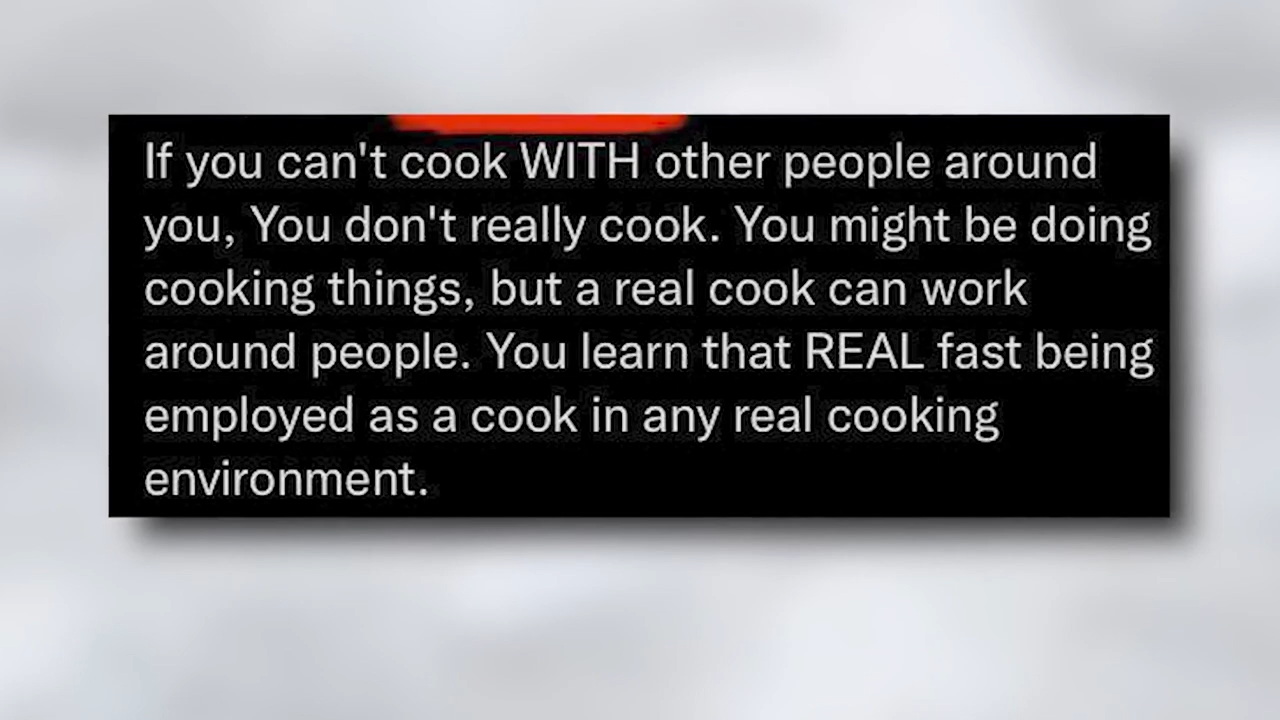 If you can't cook WITH other people around
you, You don't really cook. You might be doing
cooking things, but a real cook can work
around people. You learn that REAL fast being
employed as a cook in any real cooking
environment.